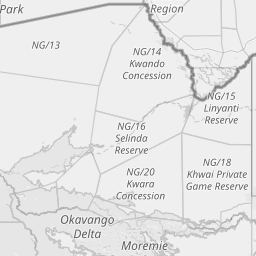 Park
Region
NG/13
NG/14
Kwando
Concession
NG/15
Linyanti
Reserve
NG/16
Selinda
Reserve
NG/20
Kwara
Concession
NG/18
Khwai Private
Game Reserve
Okavango
Delta
Moremie